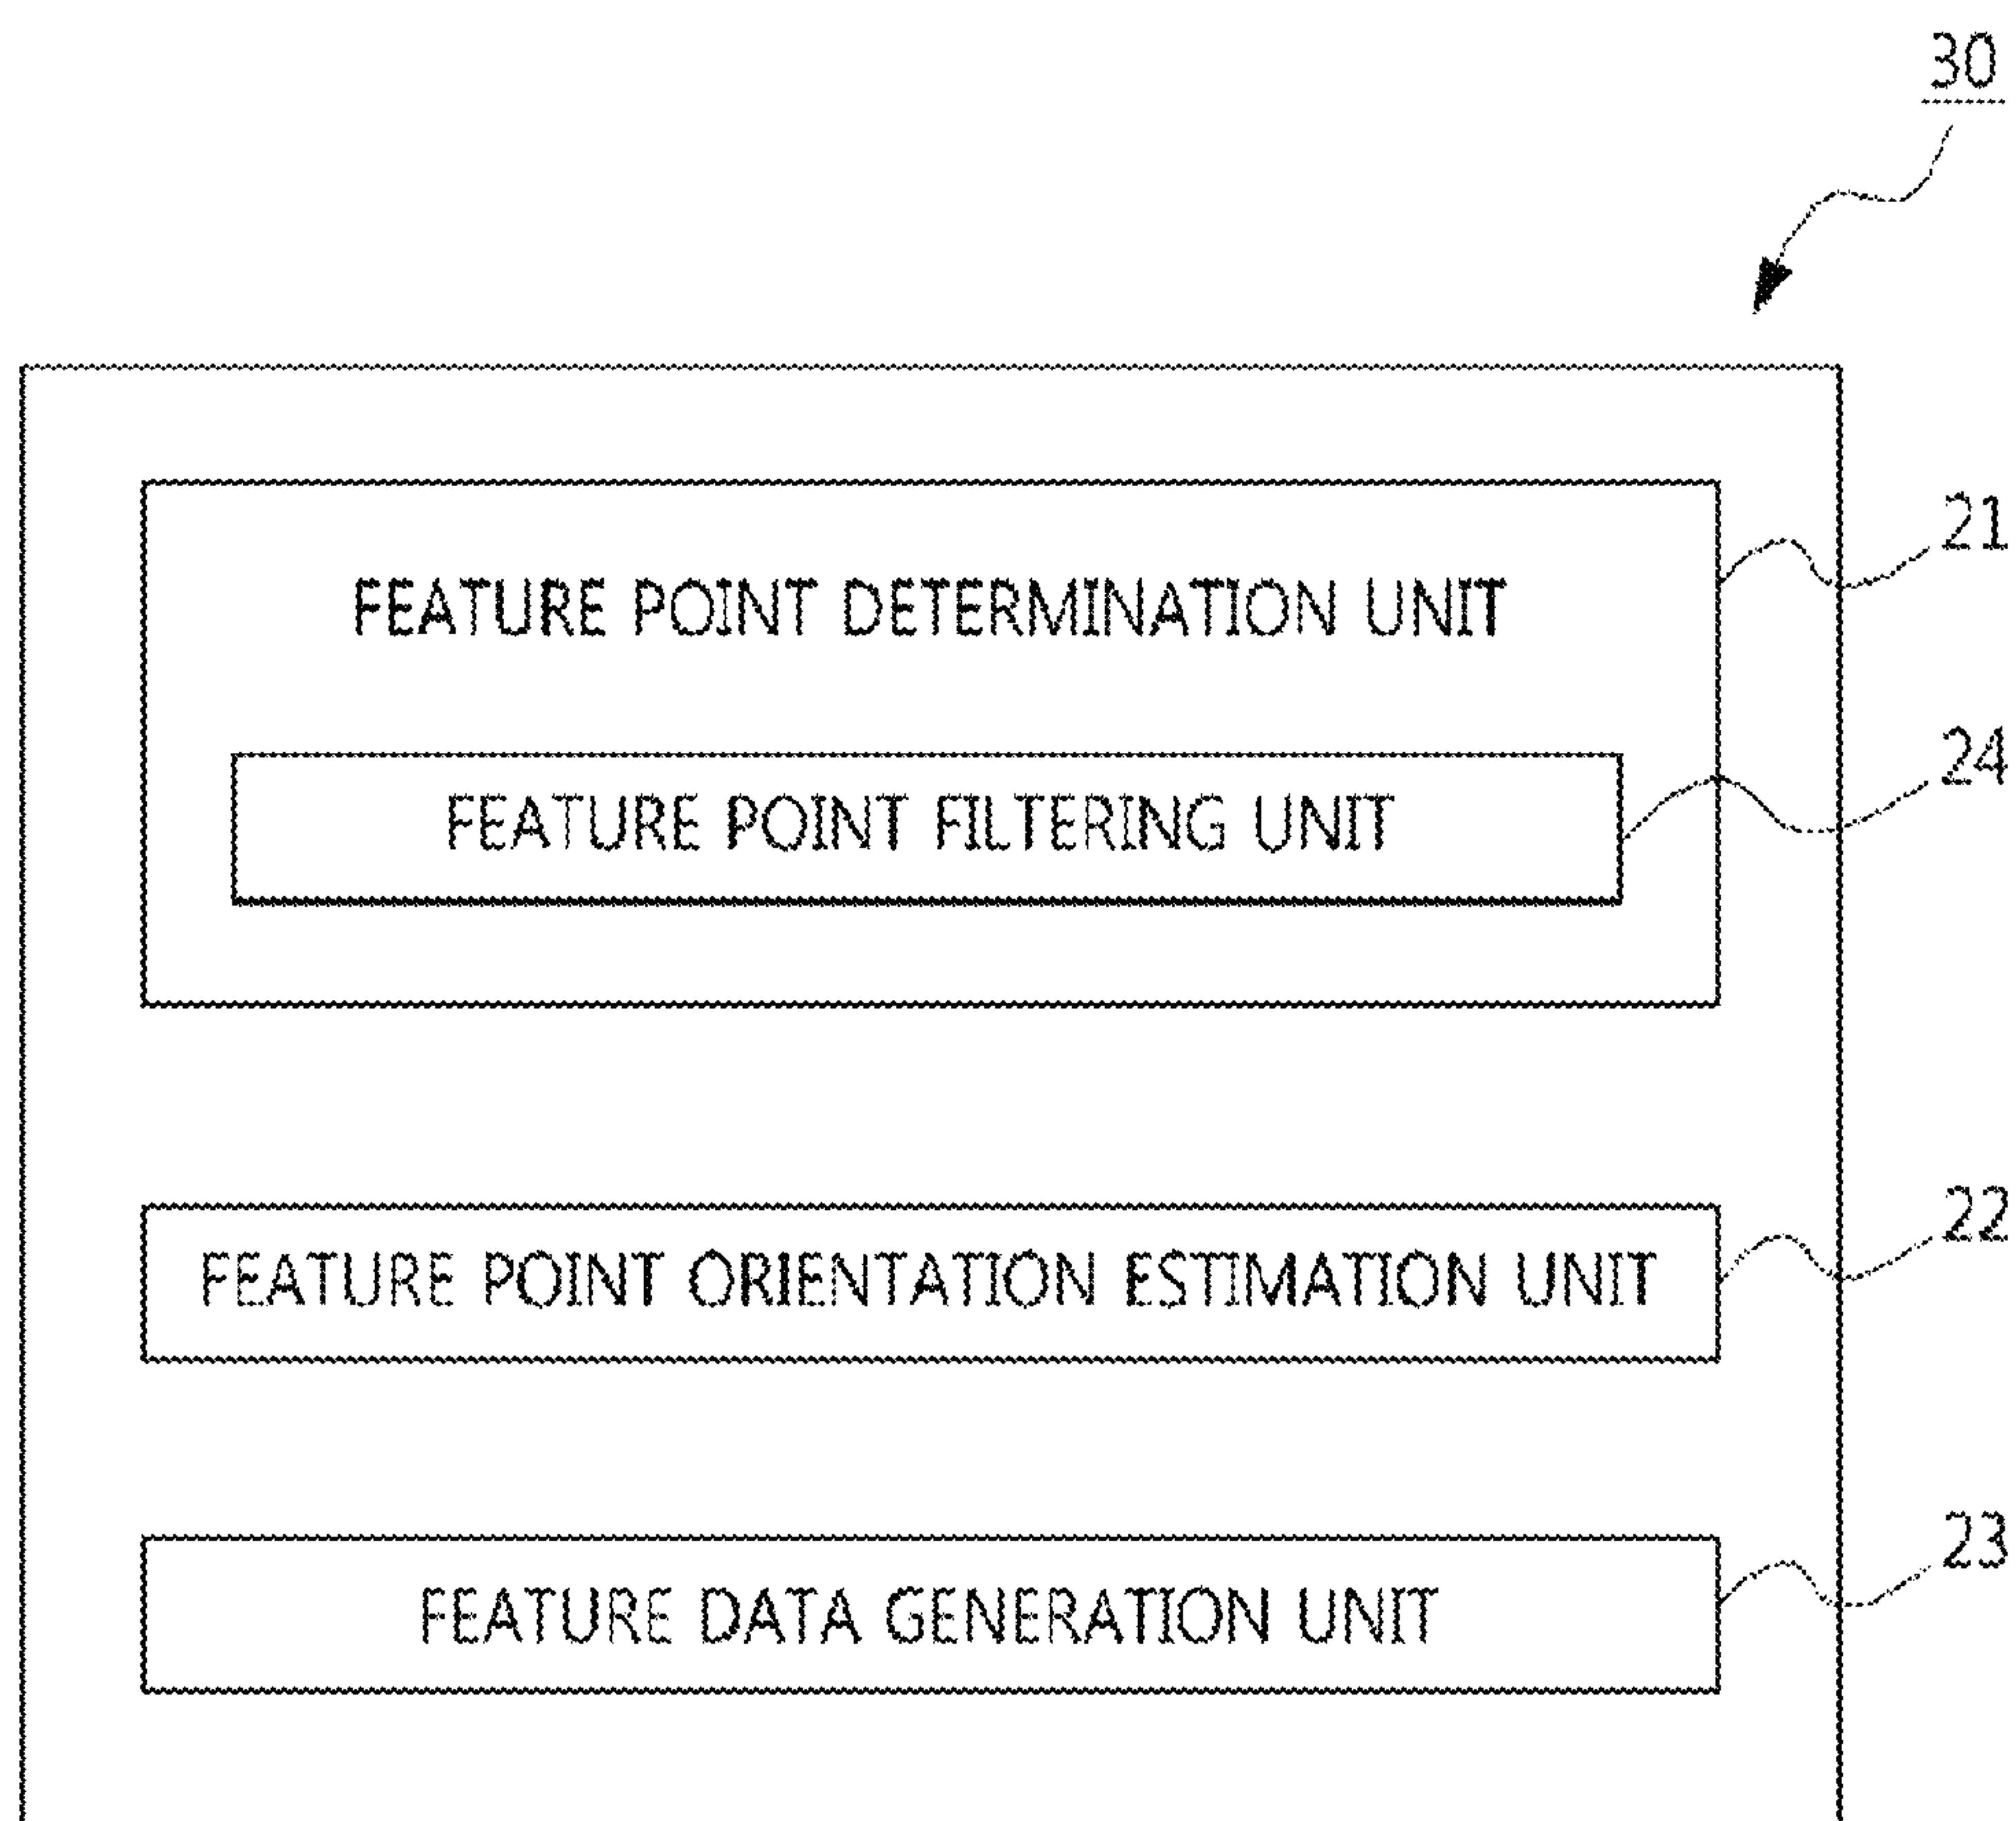 30
FEATURE POINT DETERMINATION UNIT
21
FEATURE POINT FILTERING UNIT
24
FEATURE POINT ORIENTATION ESTIMATION UNIT
22
FEATURE DATA GENERATION UNIT
23